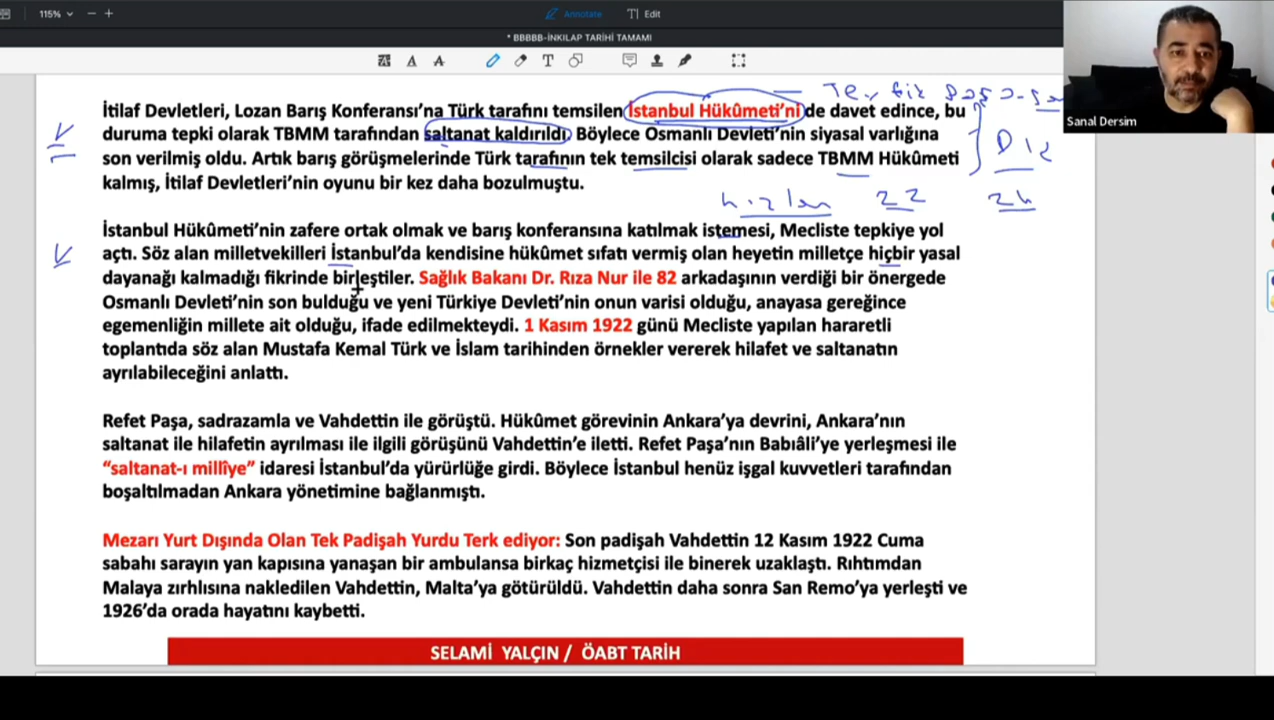 115%
Annotate
Edit
* BBBBB-İNKILAP TARİHİ TAMAMI
Sanal Dersim
İtilaf Devletleri, Lozan Barış Konferansı’na Türk tarafını temsilen İstanbul Hükûmeti’ni de davet edince, bu
duruma tepki olarak TBMM tarafından saltanat kaldırıldı. Böylece Osmanlı Devleti’nin siyasal varlığına
son verilmiş oldu. Artık barış görüşmelerinde Türk tarafının tek temsilcisi olarak sadece TBMM Hükûmeti
kalmış, İtilaf Devletleri’nin oyunu bir kez daha bozulmuştu.
22
24
İstanbul Hükûmeti’nin zafere ortak olmak ve barış konferansına katılmak istemesi, Mecliste tepkiye yol
açtı. Söz alan milletvekilleri İstanbul’da kendisine hükûmet sıfatı vermiş olan heyetin milletçe hiçbir yasal
dayanağı kalmadığı fikrinde birleştiler. Sağlık Bakanı Dr. Rıza Nur ile 82 arkadaşının verdiği bir önergede
Osmanlı Devleti’nin son bulduğu ve yeni Türkiye Devleti’nin onun varisi olduğu, anayasa gereğince
egemenliğin millete ait olduğu, ifade edilmekteydi. 1 Kasım 1922 günü Mecliste yapılan hararetli
toplantıda söz alan Mustafa Kemal Türk ve İslam tarihinden örnekler vererek hilafet ve saltanatın
ayrılabileceğini anlattı.
Refet Paşa, sadrazamla ve Vahdettin ile görüştü. Hükûmet görevinin Ankara’ya devrini, Ankara’nın
saltanat ile hilafetin ayrılması ile ilgili görüşünü Vahdettin’e iletti. Refet Paşa’nın Babıâli’ye yerleşmesi ile
“saltanat-ı millîye” idaresi İstanbul’da yürürlüğe girdi. Böylece İstanbul henüz işgal kuvvetleri tarafından
boşaltılmadan Ankara yönetimine bağlanmıştı.
Mezarı Yurt Dışında Olan Tek Padişah Yurdu Terk ediyor: Son padişah Vahdettin 12 Kasım 1922 Cuma
sabahı sarayın yan kapısına yanaşan bir ambulansa birkaç hizmetçisi ile binerek uzaklaştı. Rıhtımdan
Malaya zırhlısına nakledilen Vahdettin, Malta’ya götürüldü. Vahdettin daha sonra San Remo’ya yerleşti ve
1926’da orada hayatını kaybetti.
SELAMİ YALÇIN / ÖABT TARİH